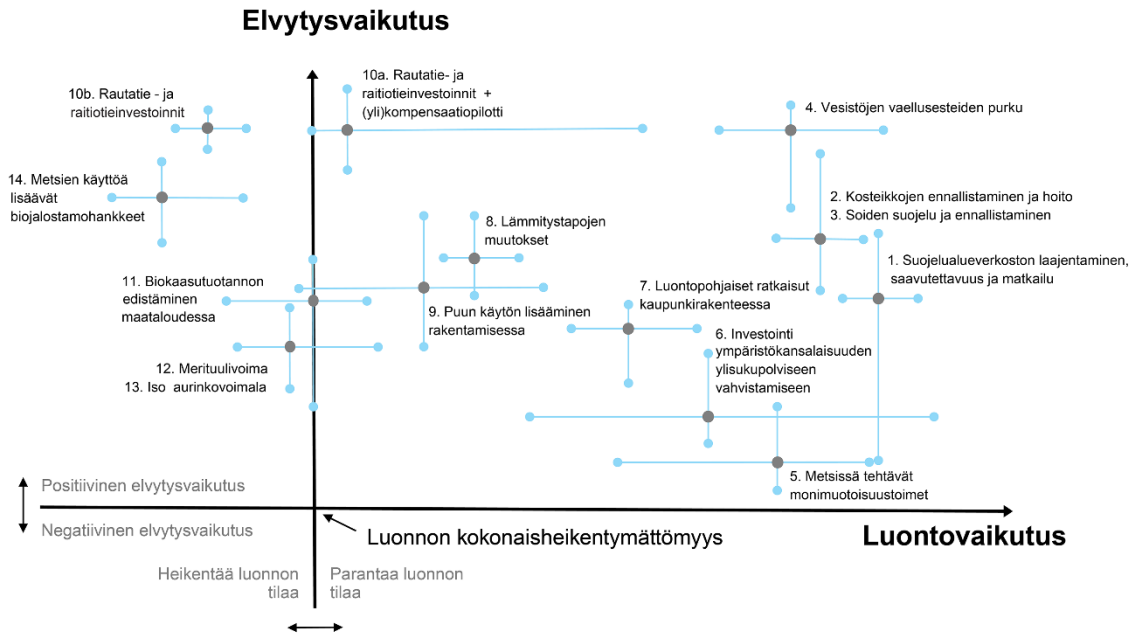 Elvytysvaikutus
10b. Rautatie - ja
raitiotieinvestoinnit
10a. Rautatie- ja
raitiotieinvestoinnit +
(yli)kompensaatiopilotti
4. Vesistöjen vaellusesteiden purku
14. Metsien käyttöä
lisäävät
biojalostamohankkeet
2. Kosteikkojen ennallistaminen ja hoito
3. Soiden suojelu ja ennallistaminen
8. Lämmitystapojen
muutokset
1. Suojelualueverkoston laajentaminen,
saavutettavuus ja matkailu
11. Biokaasutuotannon
edistäminen
maataloudessa
7. Luontopohjaiset ratkaisut
kaupunkirakenteessa
9. Puun käytön lisääminen
rakentamisessa
6. Investointi
ympäristökansalaisuuden
ylisukupolviseen
vahvistamiseen
12. Merituulivoima
13. Iso aurinkovoimala
5. Metsissä tehtävät
monimuotoisuustoimet
Positiivinen elvytysvaikutus
Negatiivinen elvytysvaikutus
Luonnon kokonaisheikentymättömyys
Luontovaikutus
Heikentää luonnon
tilaa
Parantaa luonnon
tilaa